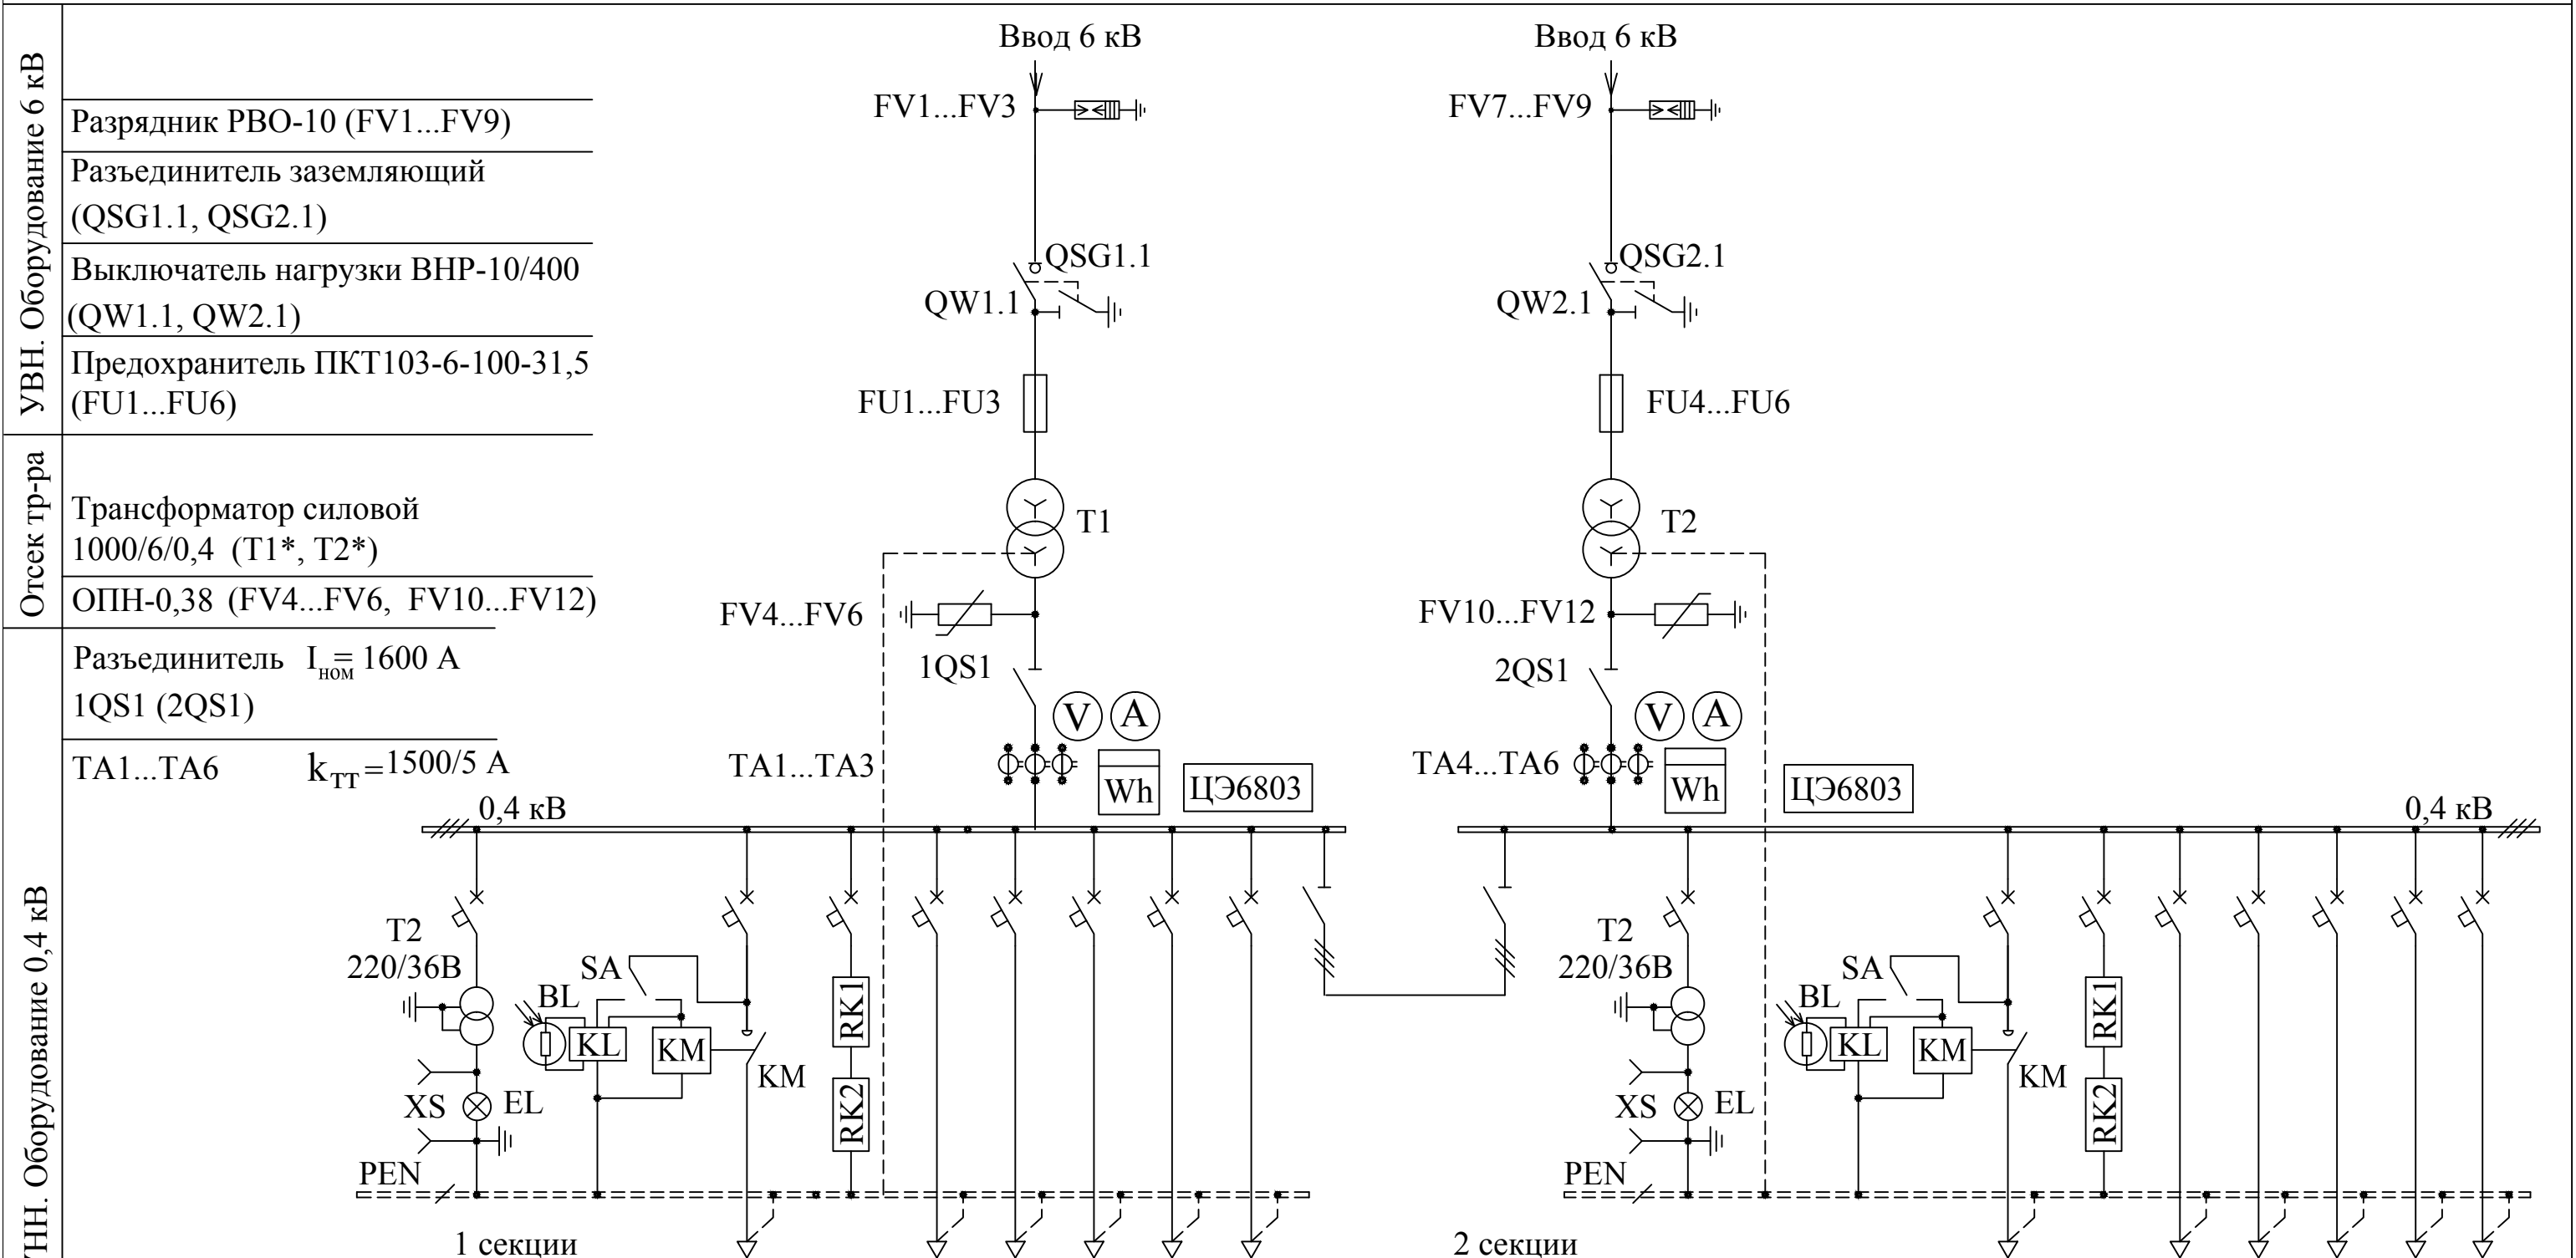 УВН. Оборудование 6 кВ
Разрядник РВО-10 (FV1...FV9)
Разъединитель заземляющий
(QSG1.1, QSG2.1)
Выключатель нагрузки ВНР-10/400
(QW1.1, QW2.1)
Предохранитель ПКТ103-6-100-31,5
(FU1...FU6)
Отсек тр-ра
Трансформатор силовой
1000/6/0,4 (T1*, T2*)
ОПН-0,38 (FV4...FV6, FV10...FV12)
Разъединитель Iном= 1600 А
1QS1 (2QS1)
TA1...TA6 kТТ=1500/5 А
НН. Оборудование 0,4 кВ
Ввод 6 кВ
FV1...FV3
QSG1.1
QW1.1
FU1...FU3
T1
FV4...FV6
1QS1
V A
TA1...TA3
Wh
ЦЭ6803
0,4 кВ
T2
220/36В
SA
BL
KL
KM
KM
RK1
RK2
XS
EL
PEN
1 секции
Ввод 6 кВ
FV7...FV9
QSG2.1
QW2.1
FU4...FU6
T2
FV10...FV12
2QS1
V A
TA4...TA6
Wh
ЦЭ6803
0,4 кВ
T2
220/36В
SA
BL
KL
KM
KM
RK1
RK2
XS
EL
PEN
2 секции